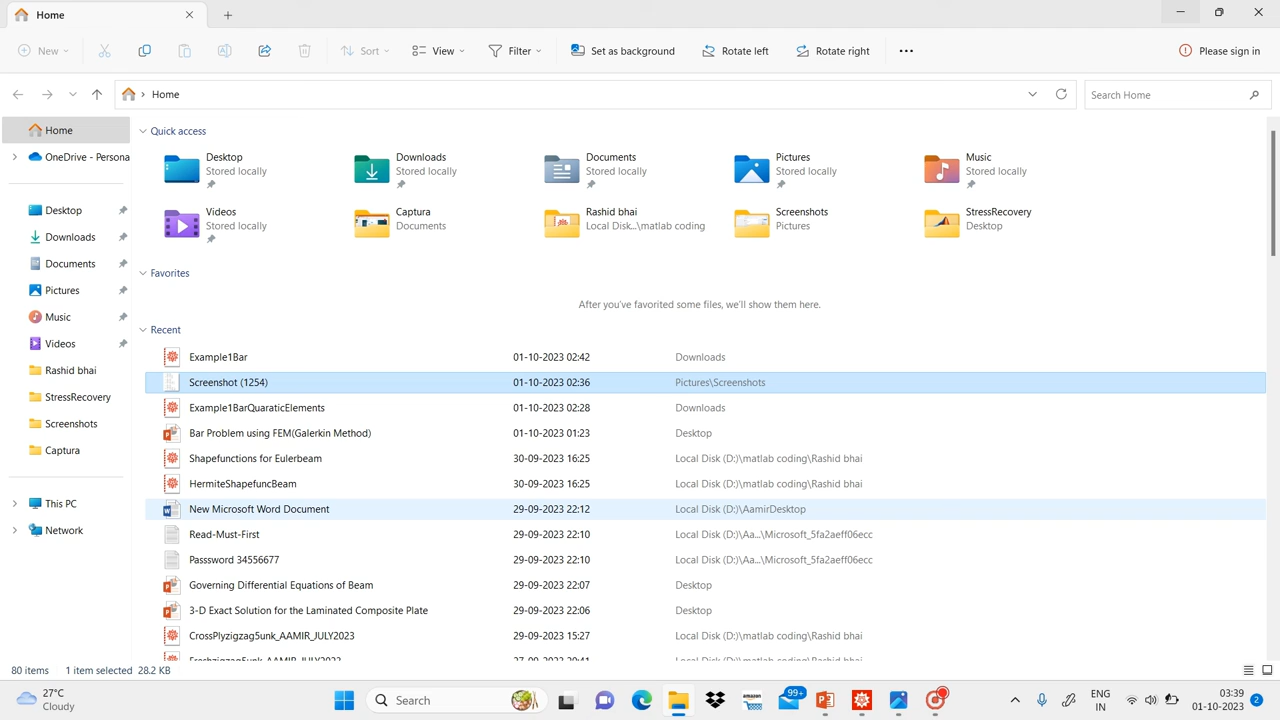 Home
New
Sort
View
Filter
Set as background
Rotate left
Rotate right
Please sign in
Home
Search Home
Home
OneDrive - Persona
Desktop
Downloads
Documents
Pictures
Music
Videos
Rashid bhai
StressRecovery
Screenshots
Captura
This PC
Network
Quick access
Desktop
Stored locally
Downloads
Stored locally
Documents
Stored locally
Pictures
Stored locally
Music
Stored locally
Videos
Stored locally
Captura
Documents
Rashid bhai
Local Disk...\matlab coding
Screenshots
Pictures
StressRecovery
Desktop
Favorites
After you've favorited some files, we'll show them here.
Recent
Example1Bar 01-10-2023 02:42 Downloads
Screenshot (1254) 01-10-2023 02:36 Pictures\Screenshots
Example1BarQuaraticElements 01-10-2023 02:28 Downloads
Bar Problem using FEM(Galerkin Method) 01-10-2023 01:23 Desktop
Shapefunctions for Eulerbeam 30-09-2023 16:25 Local Disk (D:)\matlab coding\Rashid bhai
HermiteShapefuncBeam 30-09-2023 16:25 Local Disk (D:)\matlab coding\Rashid bhai
New Microsoft Word Document 29-09-2023 22:12 Local Disk (D:)\AamirDesktop
Read-Must-First 29-09-2023 22:10 Local Disk (D:)\Aa...\Microsoft_5fa2aeff06ecc
Passsword 34556677 29-09-2023 22:10 Local Disk (D:)\Aa...\Microsoft_5fa2aeff06ecc
Governing Differential Equations of Beam 29-09-2023 22:07 Desktop
3-D Exact Solution for the Laminated Composite Plate 29-09-2023 22:06 Desktop
CrossPlyzigzag5unk_AAMIR_JULY2023 29-09-2023 15:27 Local Disk (D:)\matlab coding\Rashid bhai
80 items 1 item selected 28.2 KB
27°C
Cloudy
Search
amazon
99+
ENG
IN
03:39
01-10-2023
2